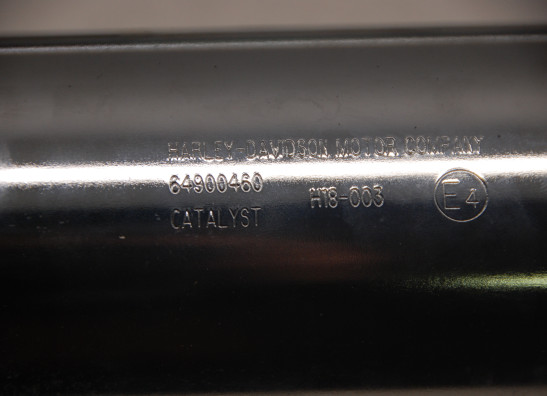 HARLEY-DAVIDSON MOTOR COMPANY
64900460 H18-003 E4
CATALYST